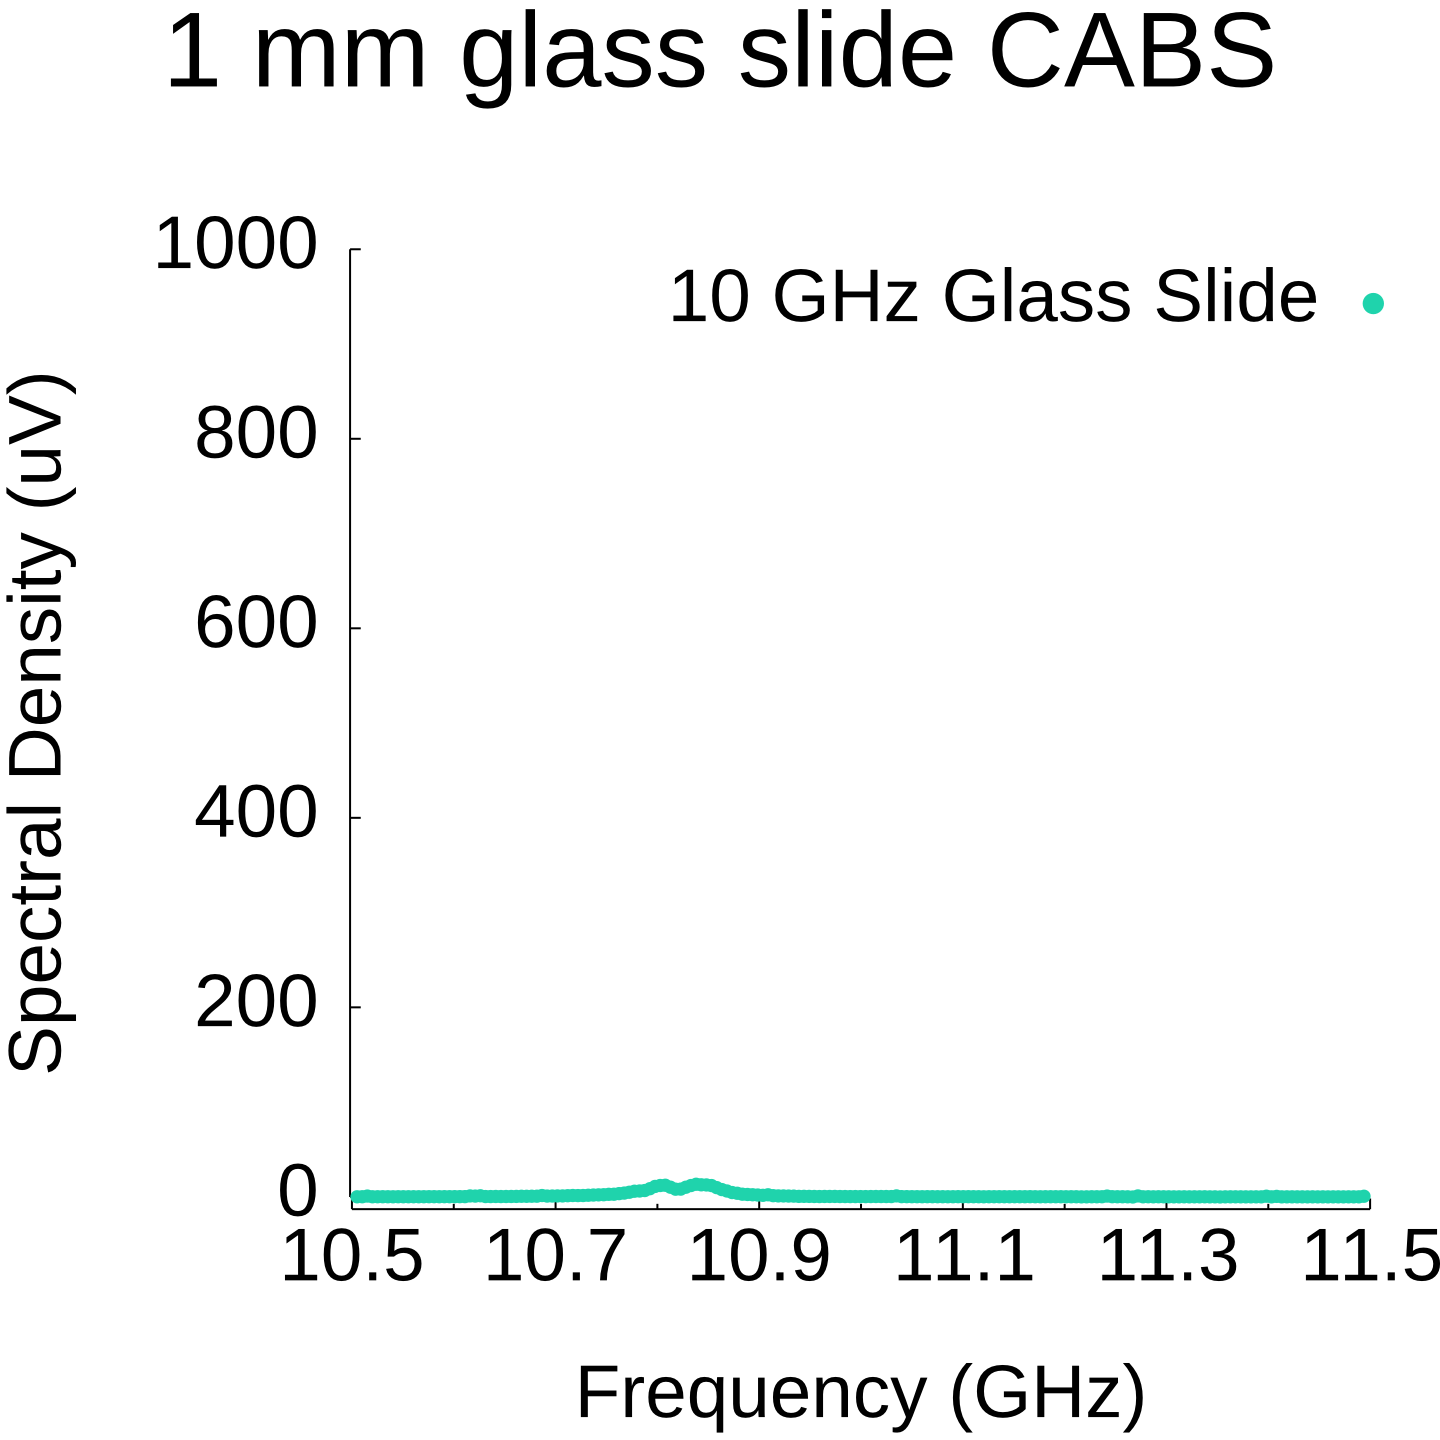 1 mm glass slide CABS
1000
10 GHz Glass Slide
800
600
400
200
0
Spectral Density (uV)
10.5 10.7 10.9 11.1 11.3 11.5
Frequency (GHz)